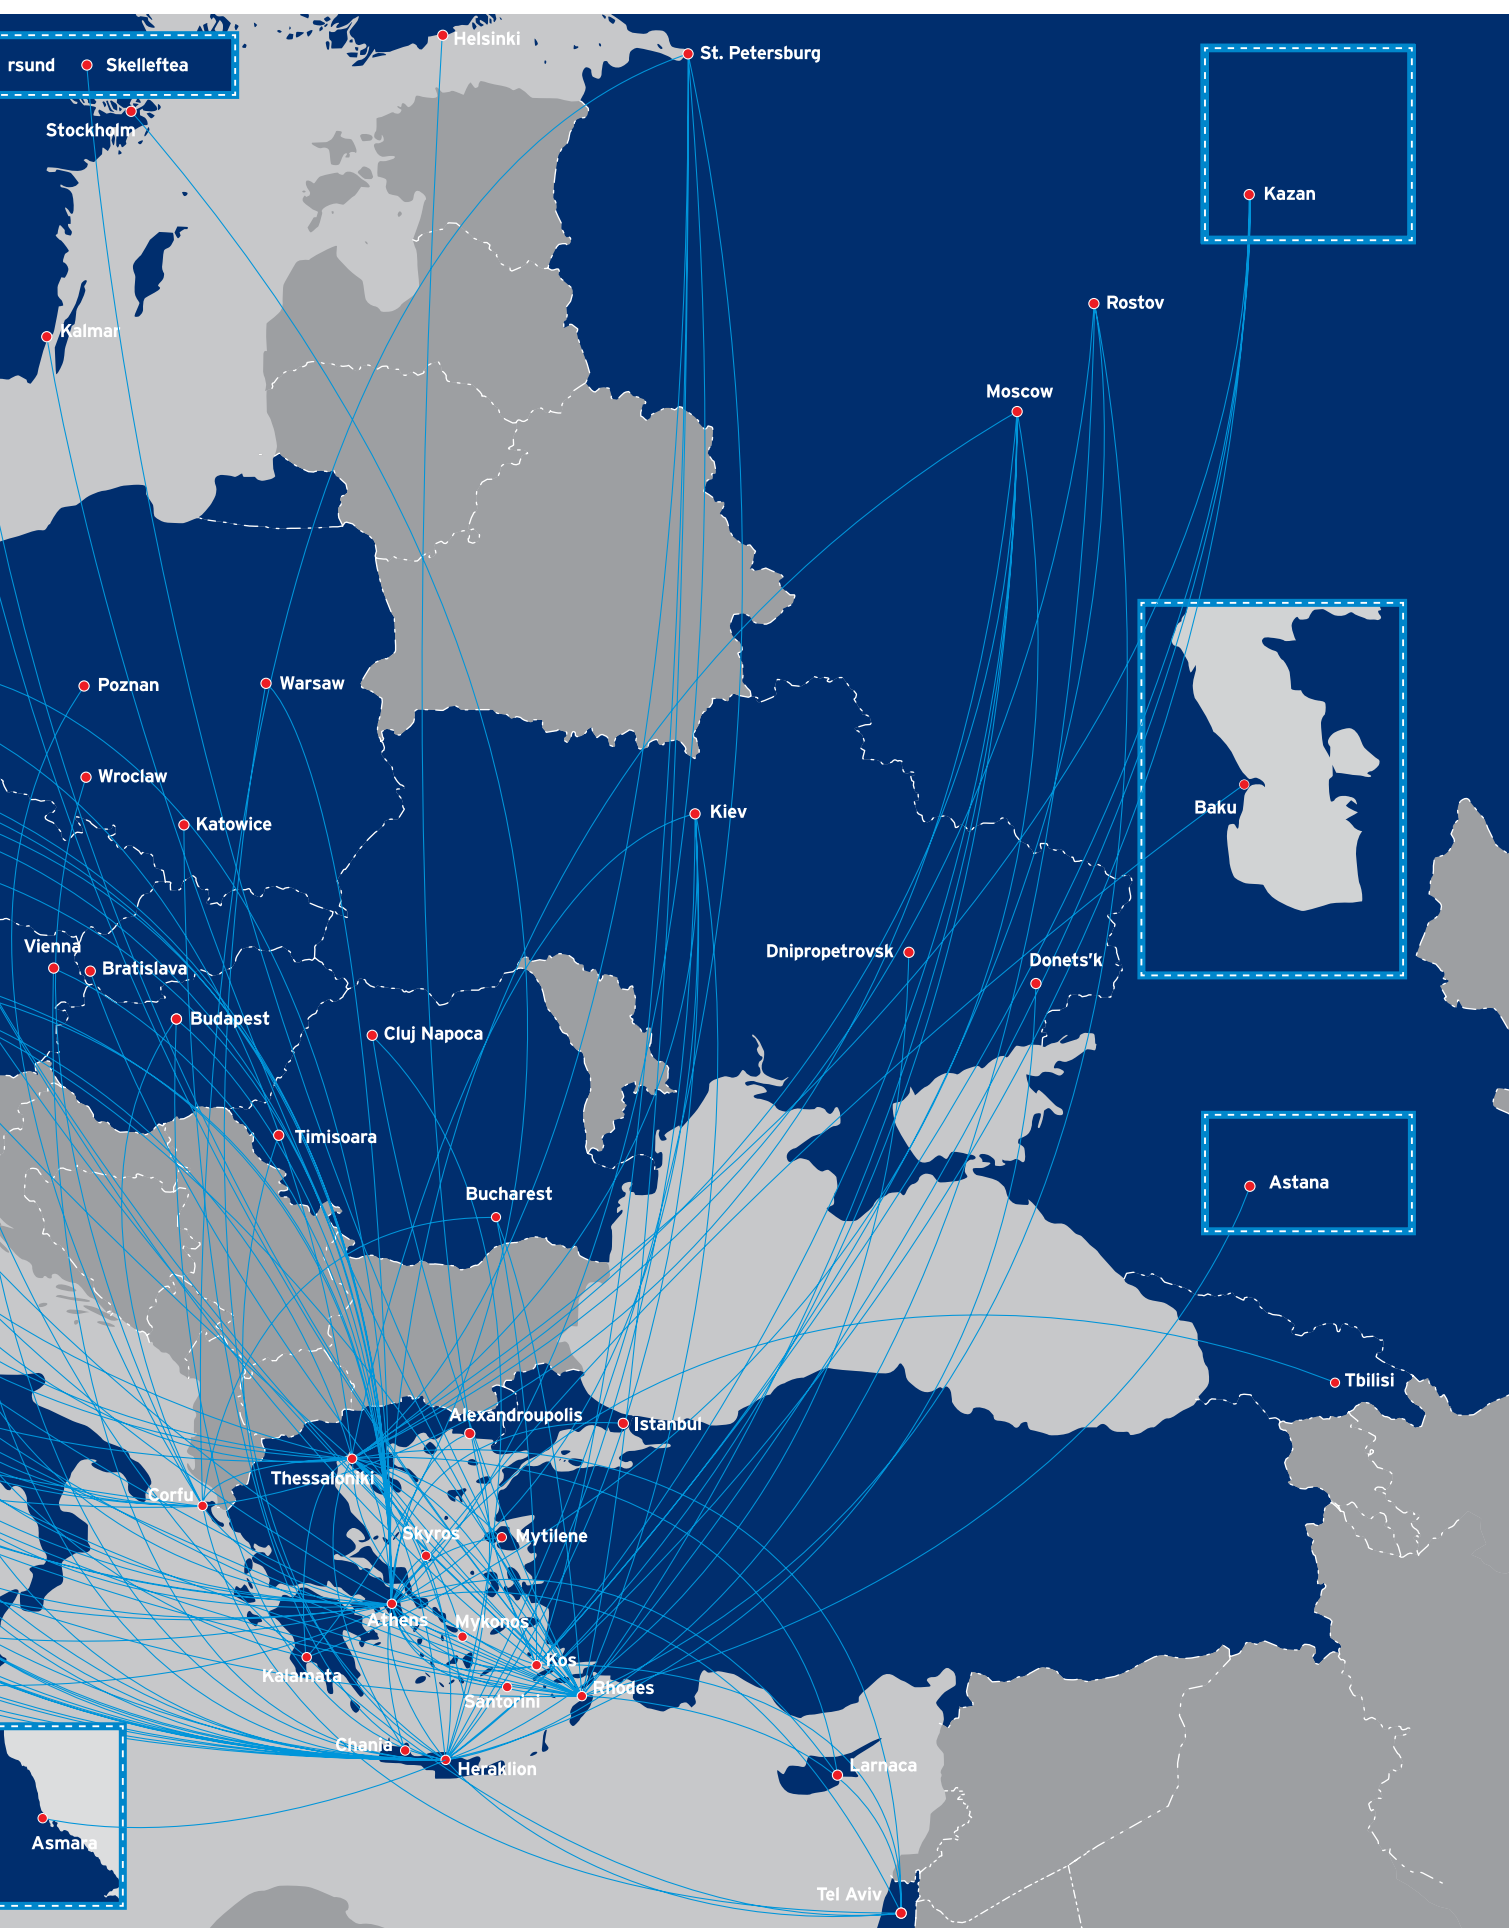 Helsinki
St. Petersburg
rsund
Skelleftea
Stockholm
Kazan
Rostov
Kalmar
Moscow
Poznan
Warsaw
Wroclaw
Katowice
Kiev
Baku
Vienna
Bratislava
Dnipropetrovsk
Donets'k
Budapest
Cluj Napoca
Timisoara
Bucharest
Astana
Tbilisi
Alexandroupolis
Istanbul
Thessaloniki
Corfu
Skyros
Mytilene
Athens
Mykonos
Kos
Kalamata
Rhodes
Santorini
Chania
Heraklion
Larnaca
Asmara
Tel Aviv